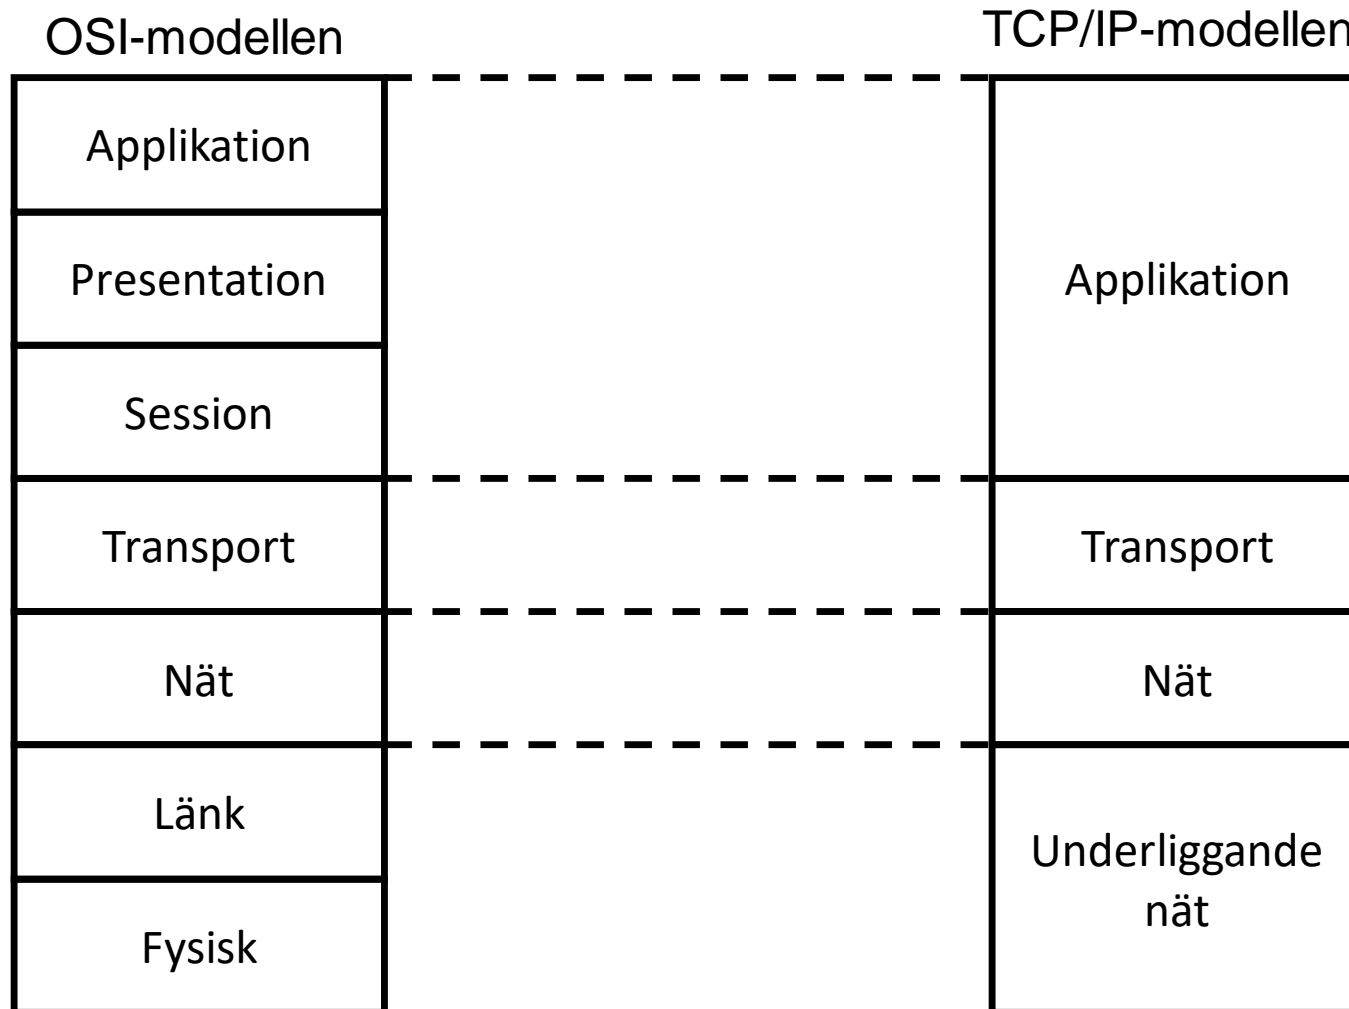 OSI-modellen
TCP/IP-modellen
Applikation
Presentation
Session
Transport
Nät
Länk
Fysisk
Applikation
Transport
Nät
Underliggande
nät